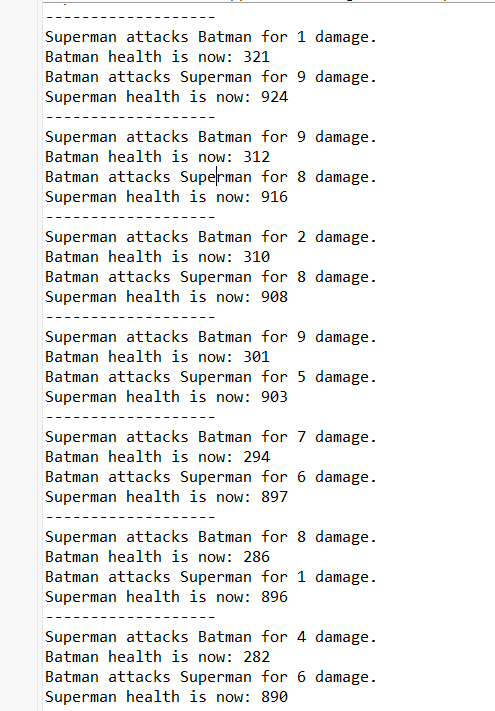 -------------------
Superman attacks Batman for 1 damage.
Batman health is now: 321
Batman attacks Superman for 9 damage.
Superman health is now: 924
-------------------
Superman attacks Batman for 9 damage.
Batman health is now: 312
Batman attacks Superman for 8 damage.
Superman health is now: 916
-------------------
Superman attacks Batman for 2 damage.
Batman health is now: 310
Batman attacks Superman for 8 damage.
Superman health is now: 908
-------------------
Superman attacks Batman for 9 damage.
Batman health is now: 301
Batman attacks Superman for 5 damage.
Superman health is now: 903
-------------------
Superman attacks Batman for 7 damage.
Batman health is now: 294
Batman attacks Superman for 6 damage.
Superman health is now: 897
-------------------
Superman attacks Batman for 8 damage.
Batman health is now: 286
Batman attacks Superman for 1 damage.
Superman health is now: 896
-------------------
Superman attacks Batman for 4 damage.
Batman health is now: 282
Batman attacks Superman for 6 damage.
Superman health is now: 890